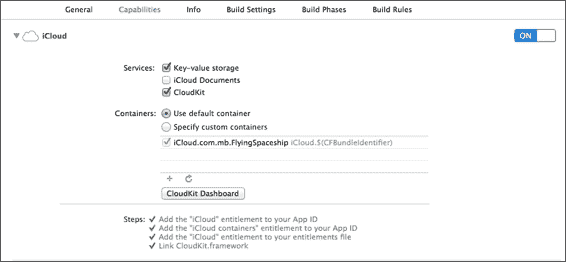 General Capabilities Info Build Settings Build Phases Build Rules
iCloud ON
Services: Key-value storage
iCloud Documents
CloudKit
Containers: Use default container
Specify custom containers
iCloud.com.mb.FlyingSpaceship iCloud.$(CFBundleIdentifier)
+
CloudKit Dashboard
Steps: Add the "iCloud" entitlement to your App ID
Add the "iCloud containers" entitlement to your App ID
Add the "iCloud" entitlement to your entitlements file
Link CloudKit.framework